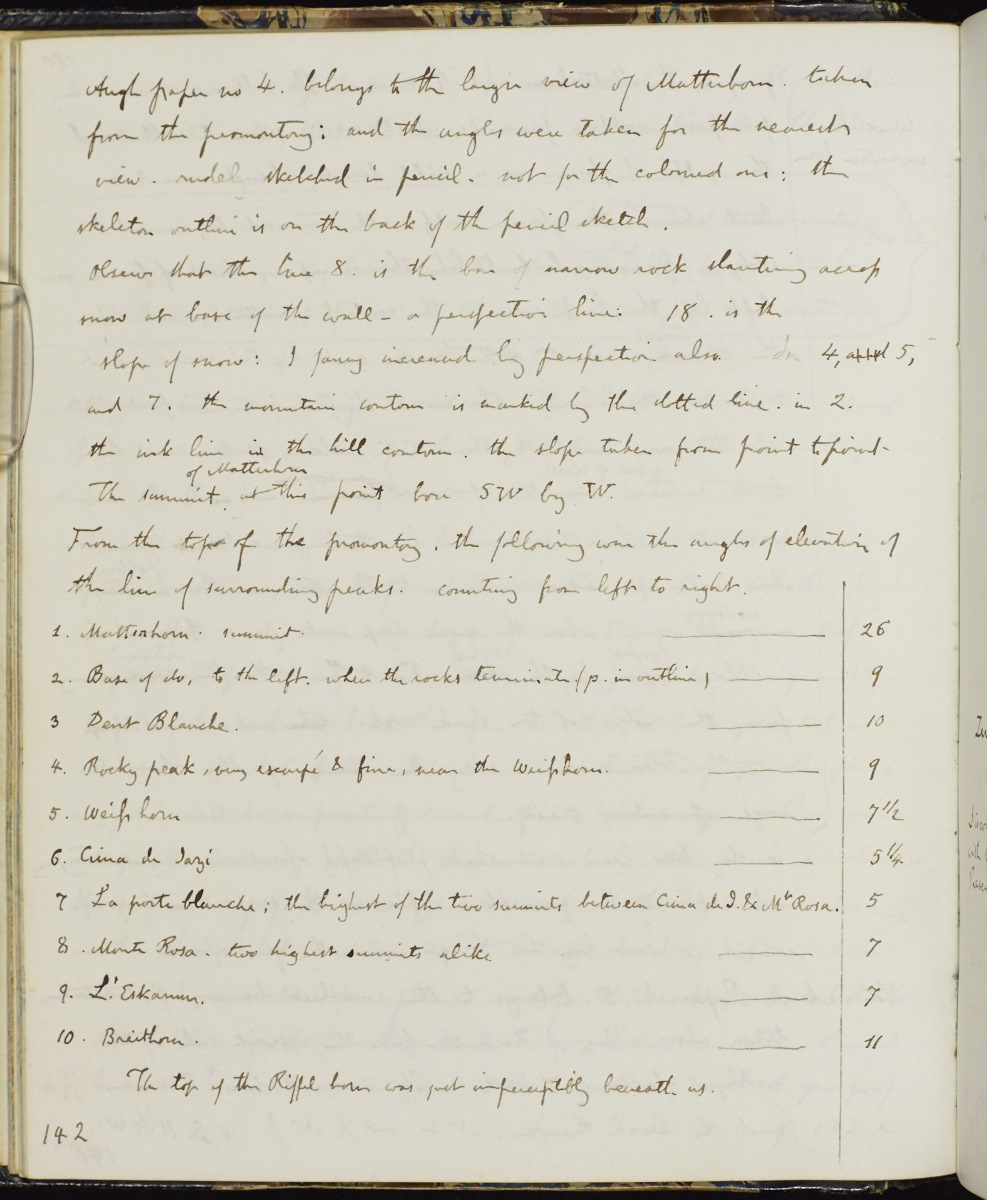 Angle paper no 4. belongs to the larger view of Matterhorn. taken
from the promontory; and the angles were taken for the nearest
view. rudely sketched in pencil. not for the coloured one: the
skeleton outline is on the back of the pencil sketch.
Observe that the line 8. is the base of narrow rock slanting across
snow at base of the wall - a perspective line. 18. is the
slope of snow: I fancy increased by perspective also. In 4, and 5,
and 7. the mountain contour is marked by the dotted line. in 2.
the ink line is the hill contour. the slope taken from point to point.
The summit of Matterhorn at this point bore SW by W.
From the top of the promontory. the following were the angles of elevation of
the line of surrounding peaks. counting from left to right.
1. Matterhorn. summit. 26
2. Base of do, to the left. where the rocks terminate (p. in outline) 9
3 Dent Blanche. 10
4. Rocky peak, very escarpé & fine, near the Weisshorn. 9
5. Weisshorn 7 1/2
6. Cima de Jazi 5 1/4
7 La porte blanche; the highest of the two summits between Cima de J. & Mte Rosa. 5
8. Monte Rosa. two highest summits alike 7
9. L'Eskamm. 7
10. Breithorn. 11
The top of the Riffel horn was just imperceptibly beneath us.
142